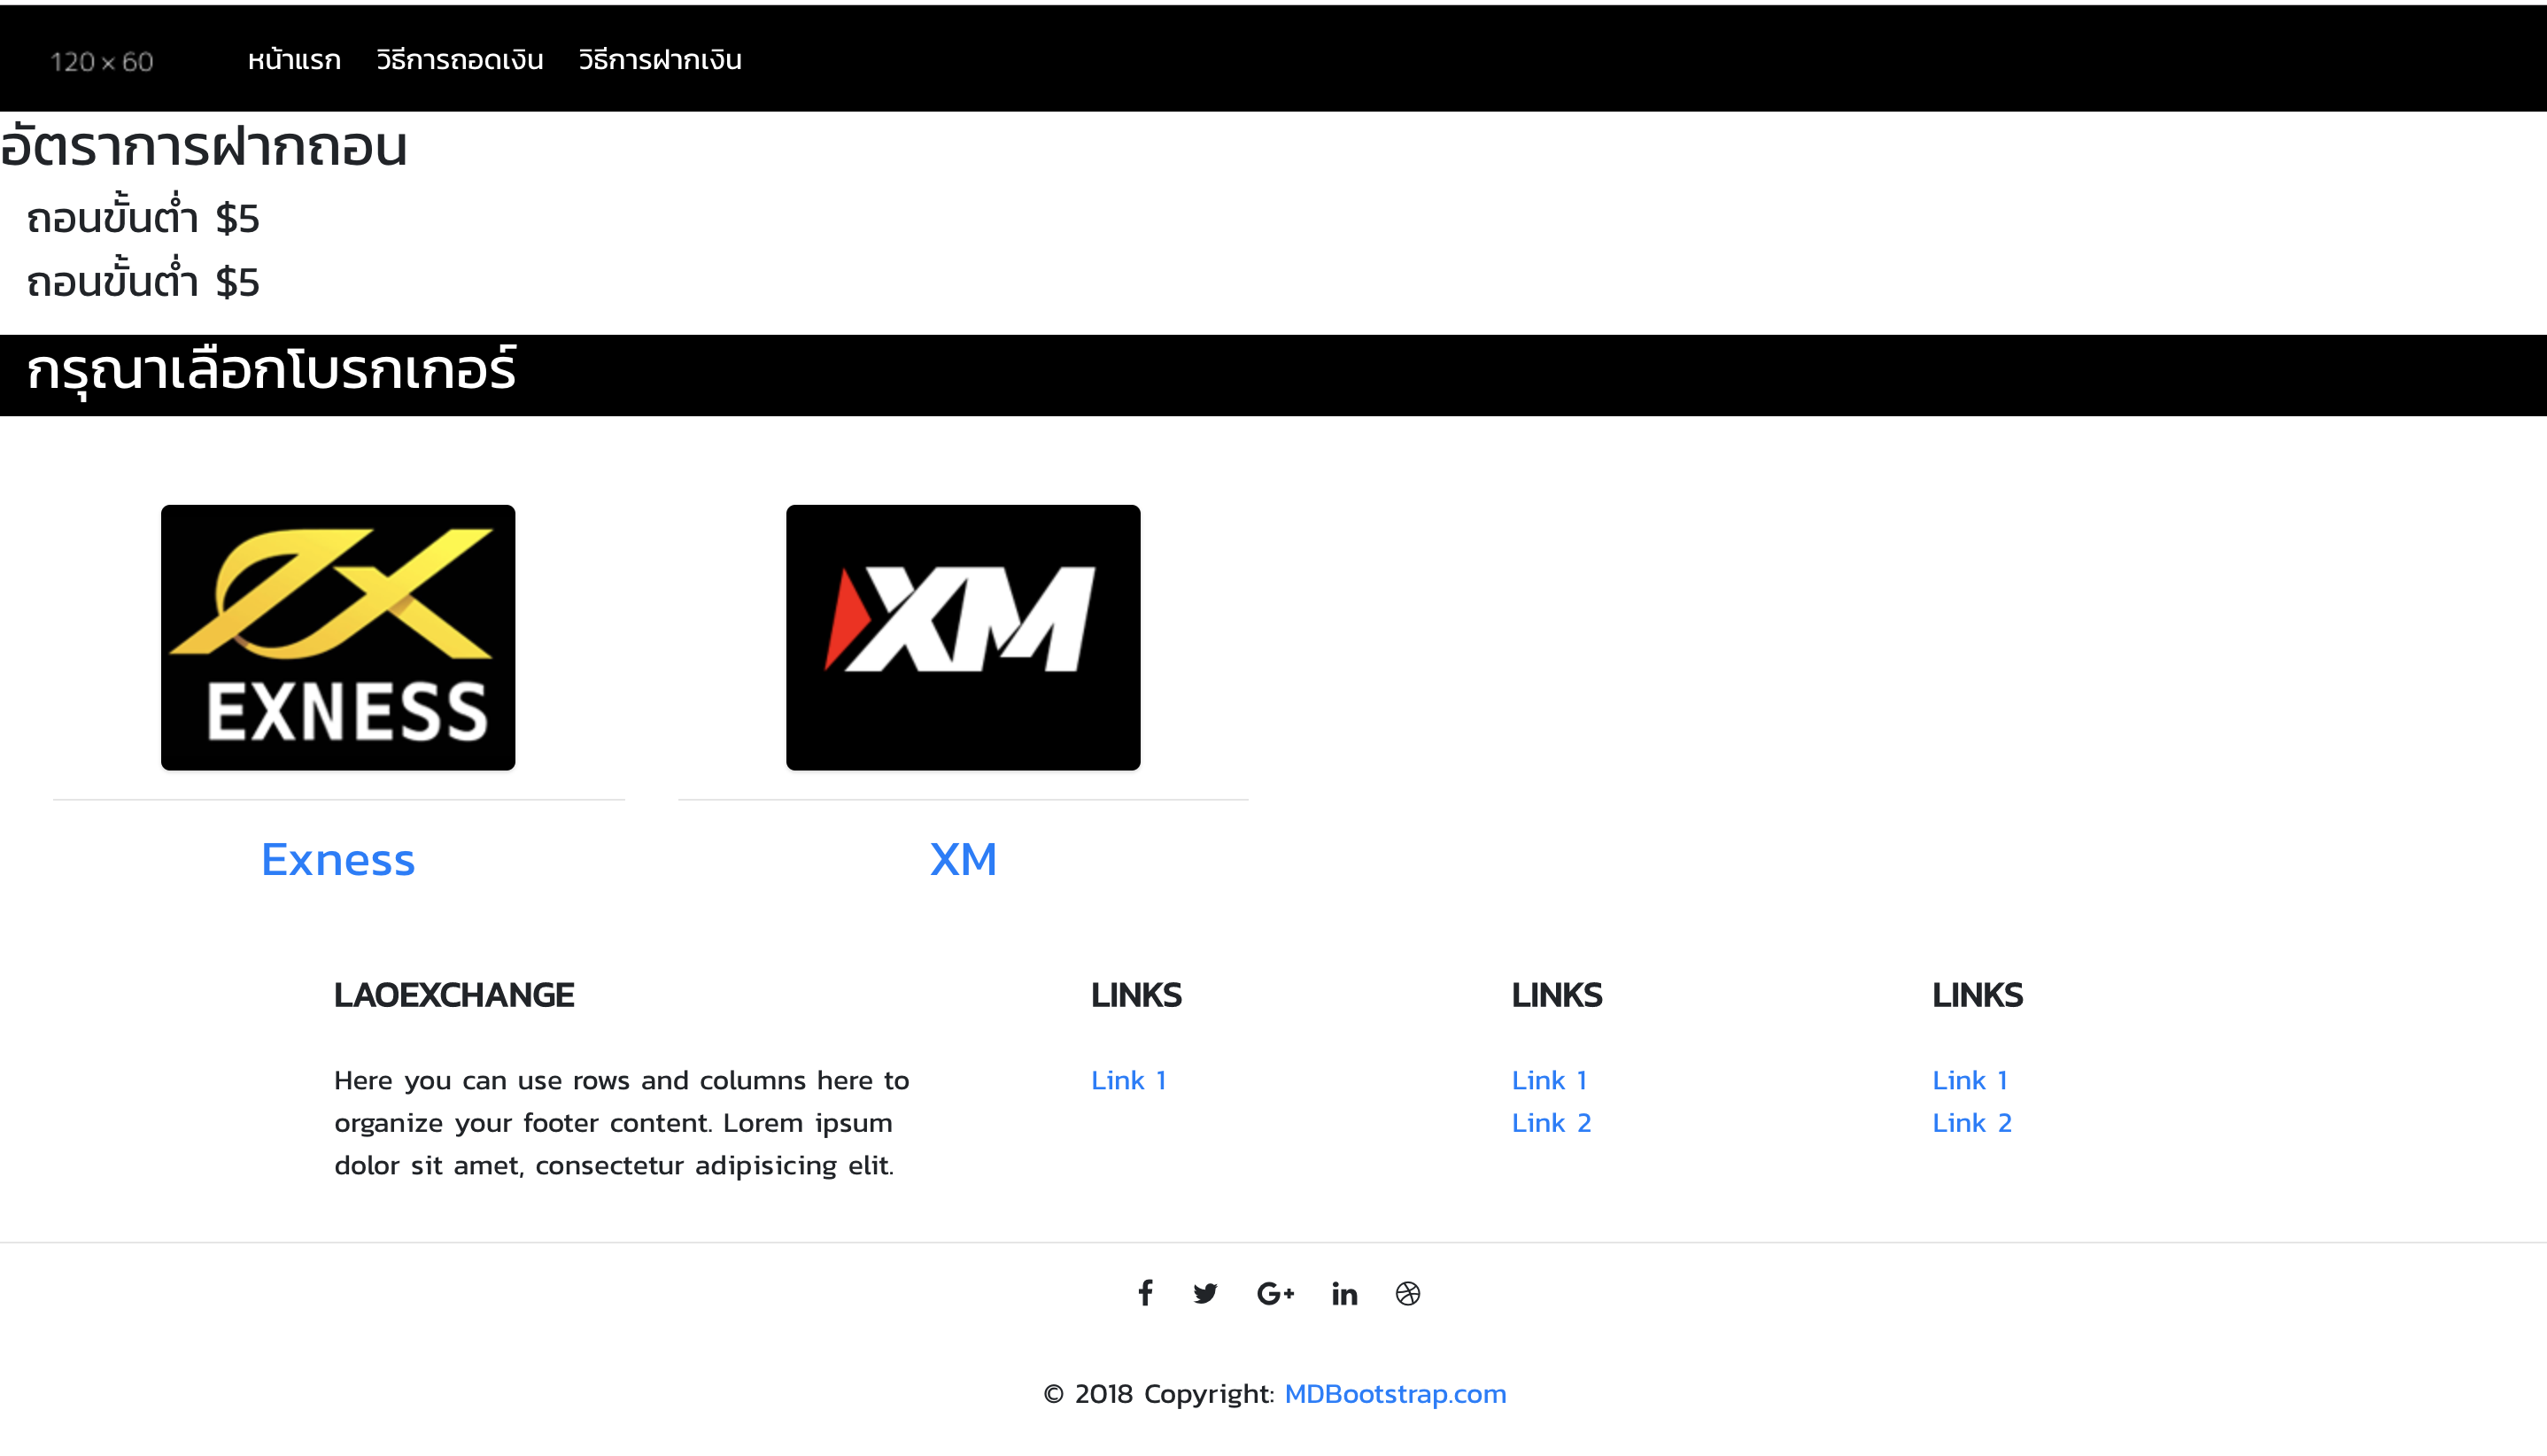 120 × 60
หน้าแรก วิธีการถอดเงิน วิธีการฝากเงิน
อัตราการฝากถอน
ถอนขั้นต่ำ $5
ถอนขั้นต่ำ $5
กรุณาเลือกโบรกเกอร์
EXNESS
XM
Exness
XM
LAOEXCHANGE
Here you can use rows and columns here to
organize your footer content. Lorem ipsum
dolor sit amet, consectetur adipisicing elit.
LINKS
Link 1
LINKS
Link 1
Link 2
LINKS
Link 1
Link 2
© 2018 Copyright: MDBootstrap.com